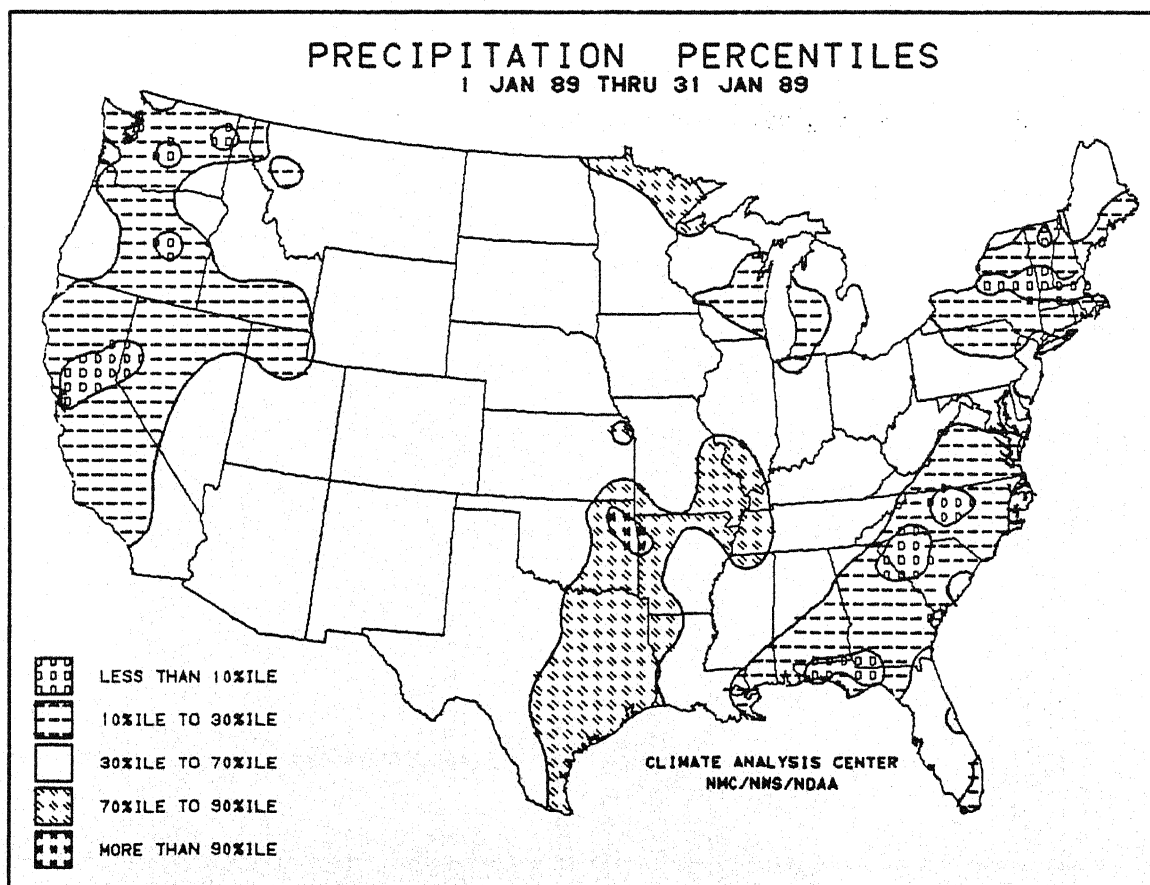 PRECIPITATION PERCENTILES
1 JAN 89 THRU 31 JAN 89
LESS THAN 10%ILE
10%ILE TO 30%ILE
30%ILE TO 70%ILE
70%ILE TO 90%ILE
MORE THAN 90%ILE
CLIMATE ANALYSIS CENTER
NMC/NWS/NOAA